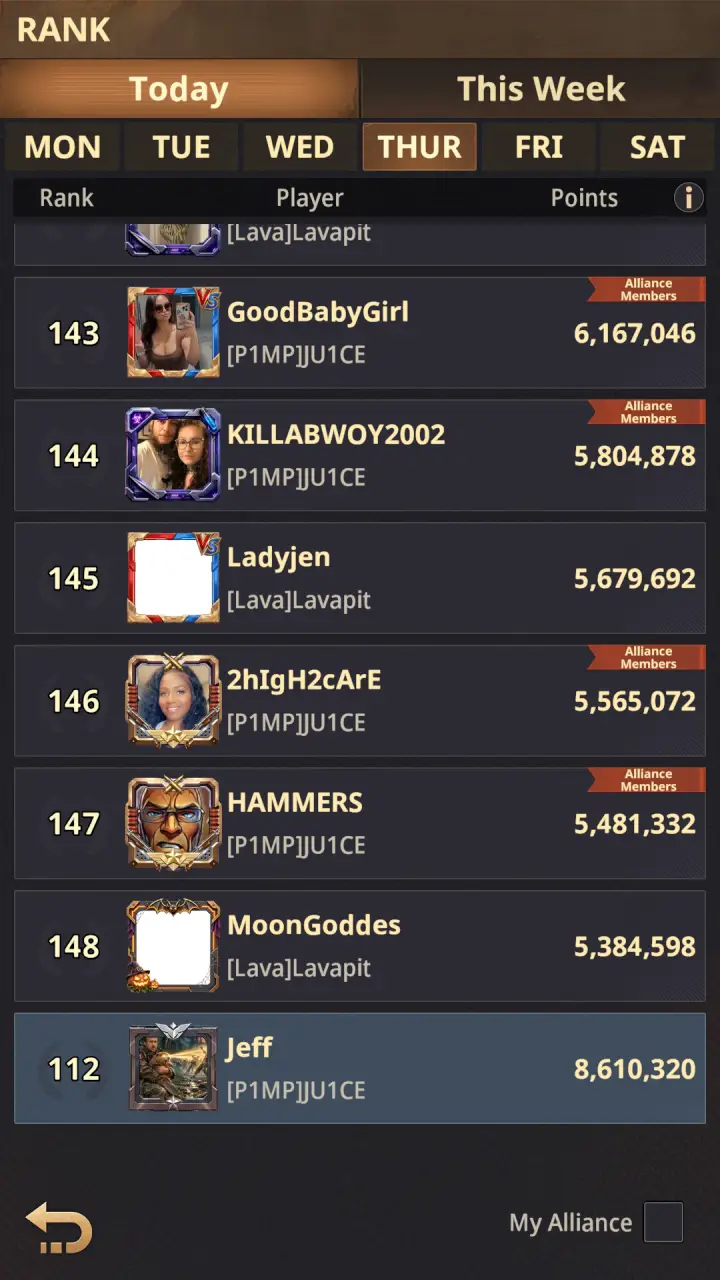 RANK
Today
This Week
MON TUE WED THUR FRI SAT
Rank Player Points i
[Lava]Lavapit
Alliance
Members
143 GoodBabyGirl 6,167,046
[P1MP]JU1CE
Alliance
Members
144 KILLABWOY2002 5,804,878
[P1MP]JU1CE
VS
145 Ladyjen 5,679,692
[Lava]Lavapit
Alliance
Members
146 2hIgH2cArE 5,565,072
[P1MP]JU1CE
Alliance
Members
147 HAMMERS 5,481,332
[P1MP]JU1CE
148 MoonGoddes 5,384,598
[Lava]Lavapit
112 Jeff 8,610,320
[P1MP]JU1CE
My Alliance